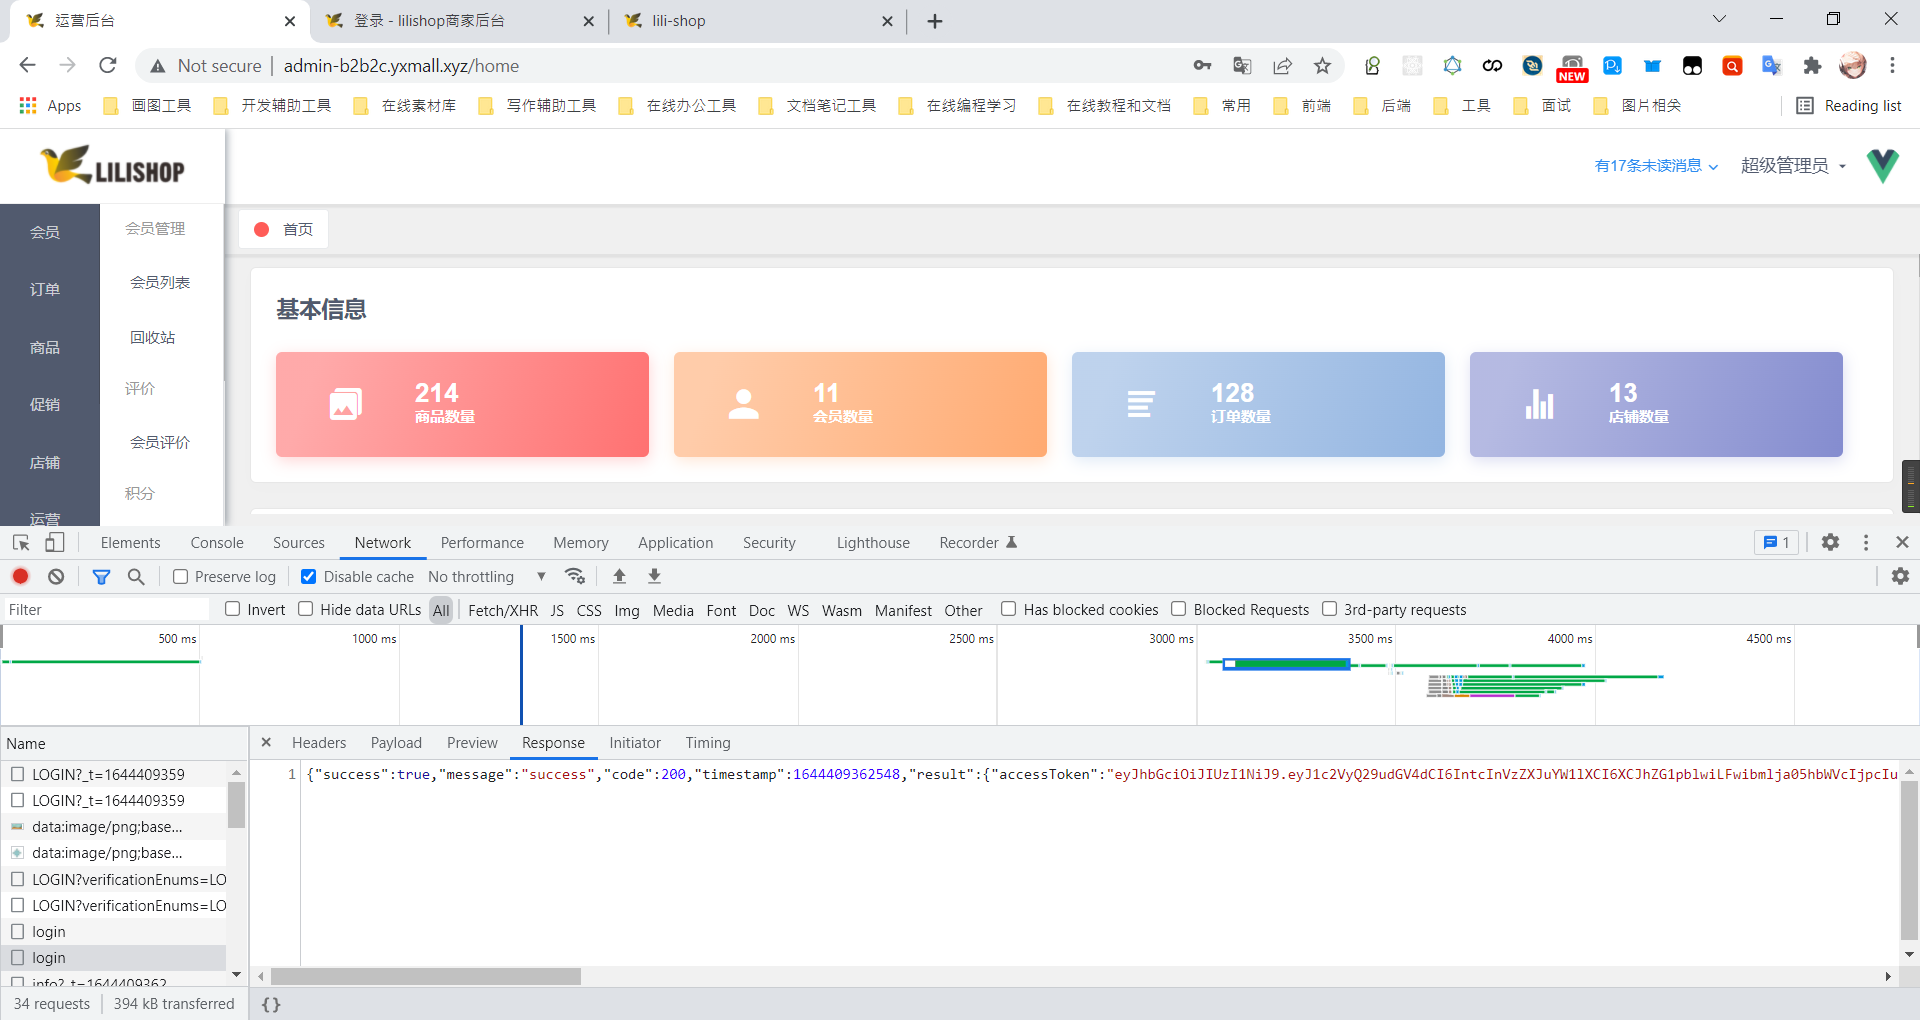 运营后台
登录 - lilishop商家后台
lili-shop
Not secure
admin-b2b2c.yxmall.xyz/home
NEW
Apps
画图工具
开发辅助工具
在线素材库
写作辅助工具
在线办公工具
文档笔记工具
在线编程学习
在线教程和文档
常用
前端
后端
工具
面试
图片相关
Reading list
LILISHOP
有17条未读消息
超级管理员
会员
订单
商品
促销
店铺
运营
会员管理
会员列表
回收站
评价
会员评价
积分
首页
基本信息
214
商品数量
11
会员数量
128
订单数量
13
店铺数量
Elements
Console
Sources
Network
Performance
Memory
Application
Security
Lighthouse
Recorder
1
Preserve log
Disable cache
No throttling
Filter
Invert
Hide data URLs
All
Fetch/XHR
JS
CSS
Img
Media
Font
Doc
WS
Wasm
Manifest
Other
Has blocked cookies
Blocked Requests
3rd-party requests
500 ms
1000 ms
1500 ms
2000 ms
2500 ms
3000 ms
3500 ms
4000 ms
4500 ms
Name
LOGIN?_t=1644409359
LOGIN?_t=1644409359
data:image/png;base...
data:image/png;base...
LOGIN?verificationEnums=LO
LOGIN?verificationEnums=LO
login
login
info?_t=1644409362
34 requests
394 kB transferred
Headers
Payload
Preview
Response
Initiator
Timing
1
{"success":true,"message":"success","code":200,"timestamp":1644409362548,"result":{"accessToken":"eyJhbGciOiJIUzI1NiJ9.eyJ1c2VyQ29udGV4dCI6IntcInVzZXJuYW1lXCI6XCJhZG1pblwiLFwibmlja05hbWVcIjpcIu
{}